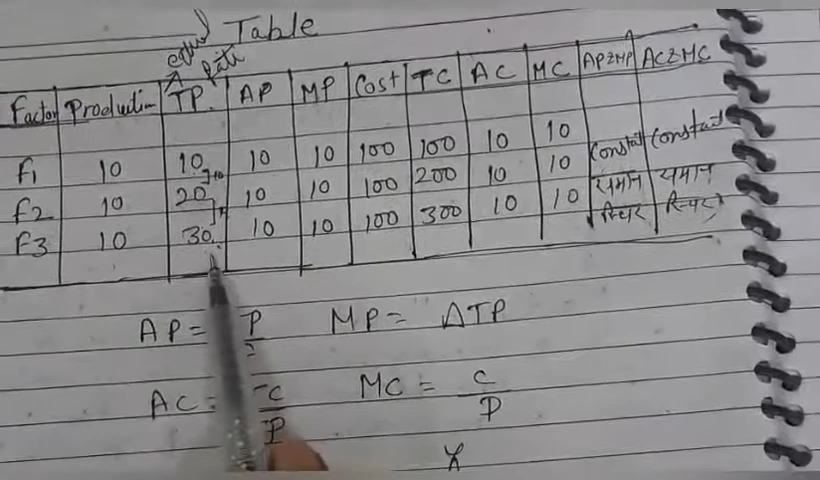 Table
equal
rate
Factor Production TP. AP MP Cost TC AC MC AP≥MP AC≥MC
F1 10 10 10 10 100 100 10 10 Constant Constant
F2 10 20 10 10 100 200 10 10 समान समान
F3 10 30 10 10 100 300 10 10 स्थिर स्थिर
AP= P MP= ΔTP
AC= C/P MC = C/P
X